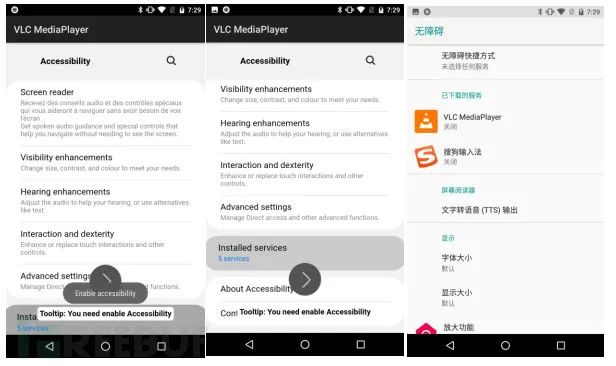 7:29
VLC MediaPlayer
Accessibility
Screen reader
Recevez des conseils audio et des contrôles spéciaux
qui vous aideront à naviguer sans avoir besoin de voir
l'écran.
Get spoken audio guidance and special controls that
help you navigate without needing to see the screen.
Visibility enhancements
Change size, contrast, and colour to meet your needs.
Hearing enhancements
Adjust the audio to help your hearing, or use alternatives
like text
Interaction and dexterity
Enhance or replace touch interactions and other
controls.
Advanced settings
Manage Direct access and other advanced functions.
Enable accessibility
Tooltip: You need enable Accessibility
5 services
7:29
VLC MediaPlayer
Accessibility
Visibility enhancements
Change size, contrast, and colour to meet your needs.
Hearing enhancements
Adjust the audio to help your hearing, or use alternatives
like text
Interaction and dexterity
Enhance or replace touch interactions and other
controls.
Advanced settings
Manage Direct access and other advanced functions.
Installed services
5 services
About Accessibility
Tooltip: You need enable Accessibility
7:29
无障碍
无障碍快捷方式
未选择任何服务
已下载的服务
VLC MediaPlayer
关闭
搜狗输入法
关闭
屏幕阅读器
文字转语音 (TTS) 输出
显示
字体大小
默认
显示大小
默认
放大功能